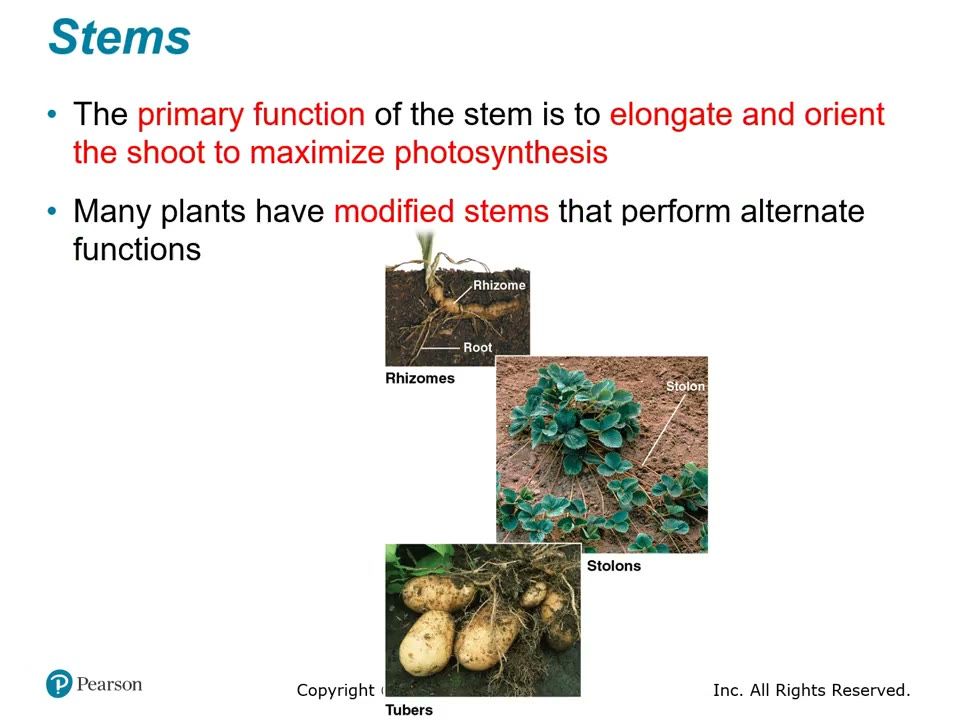 Stems
• The primary function of the stem is to elongate and orient
the shoot to maximize photosynthesis
• Many plants have modified stems that perform alternate
functions
Rhizome
Root
Rhizomes
Stolon
Stolons
Tubers
Pearson
Copyright
Inc. All Rights Reserved.